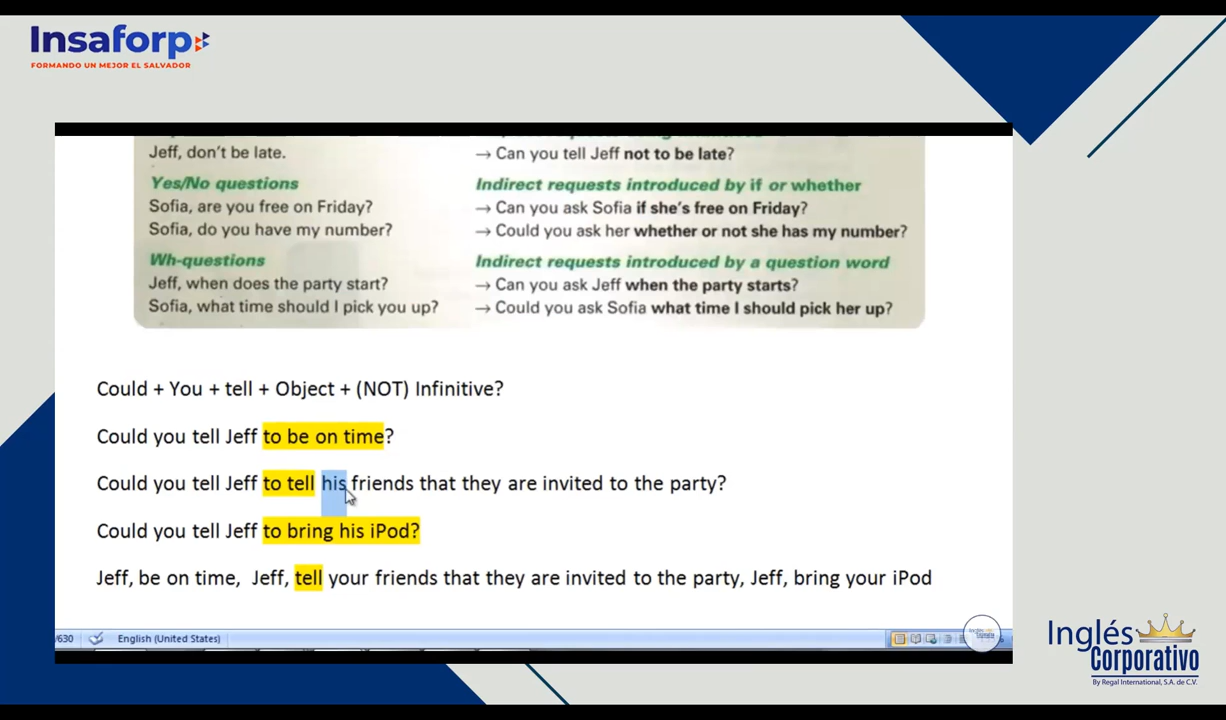 Insaforp
FORMANDO UN MEJOR EL SALVADOR
Jeff, don't be late. → Can you tell Jeff not to be late?
Yes/No questions Indirect requests introduced by if or whether
Sofia, are you free on Friday? → Can you ask Sofia if she's free on Friday?
Sofia, do you have my number? → Could you ask her whether or not she has my number?
Wh-questions Indirect requests introduced by a question word
Jeff, when does the party start? → Can you ask Jeff when the party starts?
Sofia, what time should I pick you up? → Could you ask Sofia what time I should pick her up?
Could + You + tell + Object + (NOT) Infinitive?
Could you tell Jeff to be on time?
Could you tell Jeff to tell his friends that they are invited to the party?
Could you tell Jeff to bring his iPod?
Jeff, be on time, Jeff, tell your friends that they are invited to the party, Jeff, bring your iPod
/630 English (United States)
Inglés
Corporativo
By Regal International, S.A. de C.V.